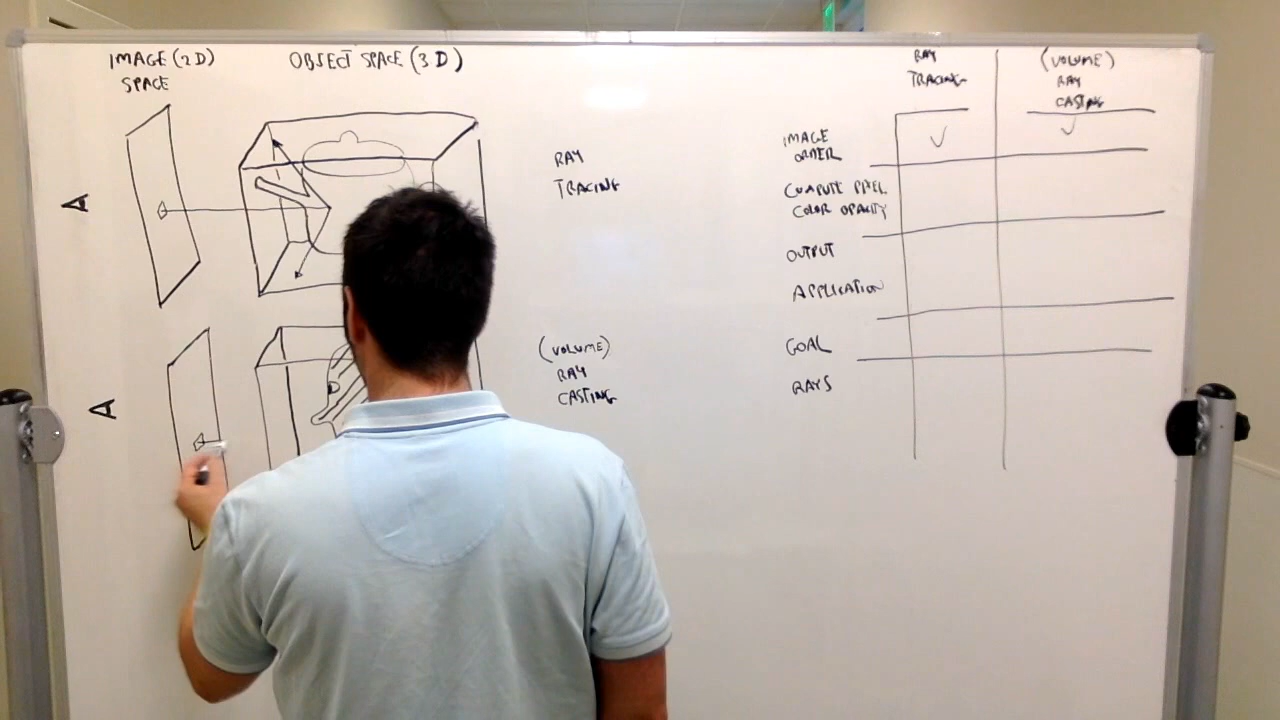 IMAGE (2D)
SPACE
OBJECT SPACE (3D)
RAY
TRACING
(VOLUME)
RAY
CASTING
RAY
TRACING
(VOLUME)
RAY
CASTING
IMAGE
ORDER
COMPUTE PIXEL
COLOR OPACITY
OUTPUT
APPLICATION
GOAL
RAYS